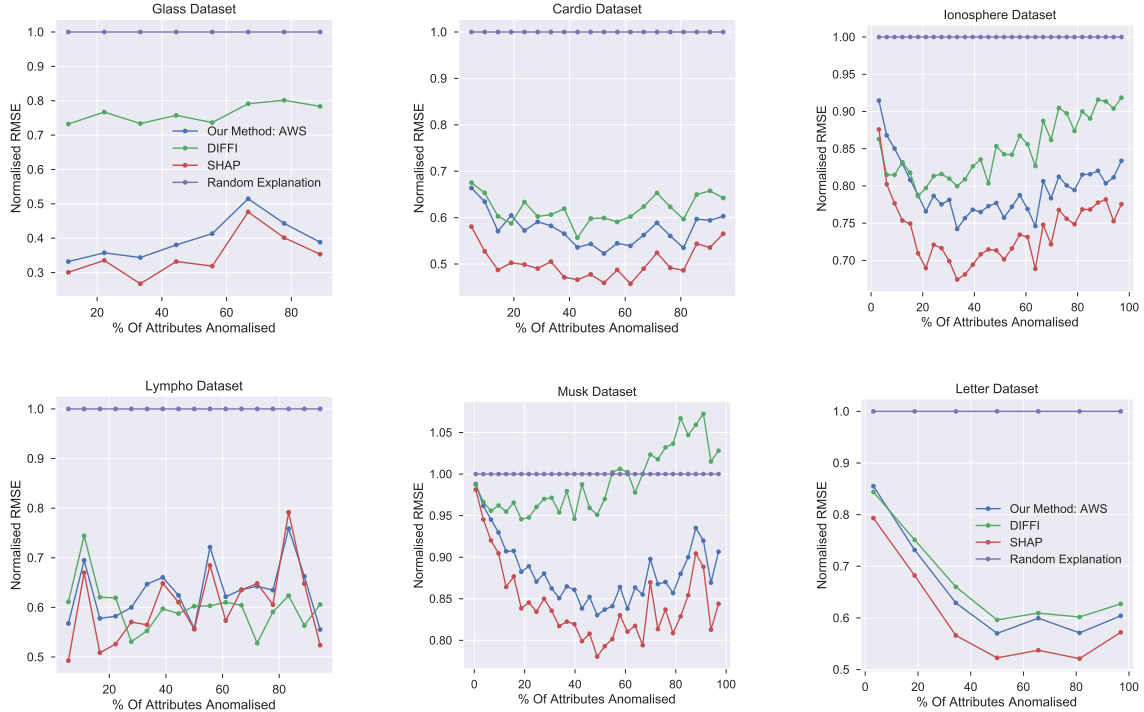 Glass Dataset
1.0
0.9
0.8
0.7
0.6
0.5
0.4
0.3
Normalised RMSE
Our Method: AWS
DIFFI
SHAP
Random Explanation
20 40 60 80
% Of Attributes Anomalised
Cardio Dataset
1.0
0.9
0.8
0.7
0.6
0.5
Normalised RMSE
20 40 60 80
% Of Attributes Anomalised
Ionosphere Dataset
1.00
0.95
0.90
0.85
0.80
0.75
0.70
Normalised RMSE
0 20 40 60 80 100
% Of Attributes Anomalised
Lympho Dataset
1.0
0.9
0.8
0.7
0.6
0.5
Normalised RMSE
20 40 60 80
% Of Attributes Anomalised
Musk Dataset
1.05
1.00
0.95
0.90
0.85
0.80
Normalised RMSE
0 20 40 60 80 100
% Of Attributes Anomalised
Letter Dataset
1.0
0.9
0.8
0.7
0.6
0.5
Normalised RMSE
Our Method: AWS
DIFFI
SHAP
Random Explanation
0 20 40 60 80 100
% Of Attributes Anomalised